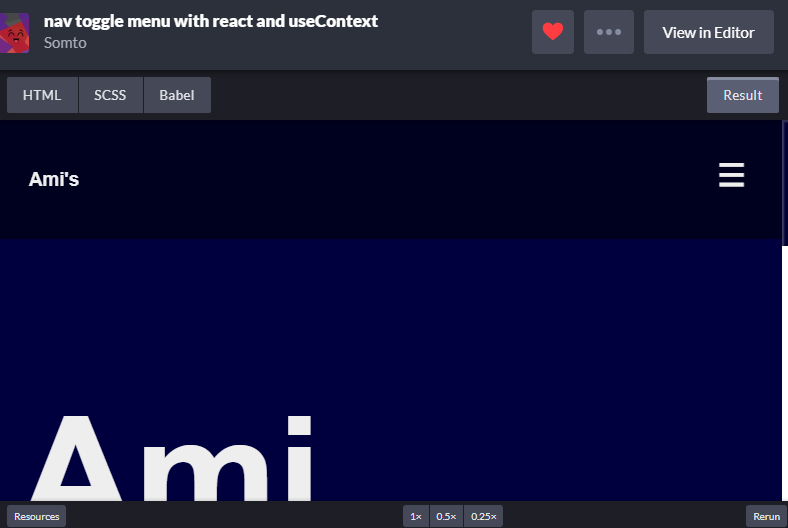 nav toggle menu with react and useContext
Somto
View in Editor
HTML SCSS Babel Result
Ami's
Ami
Resources 1× 0.5× 0.25× Rerun